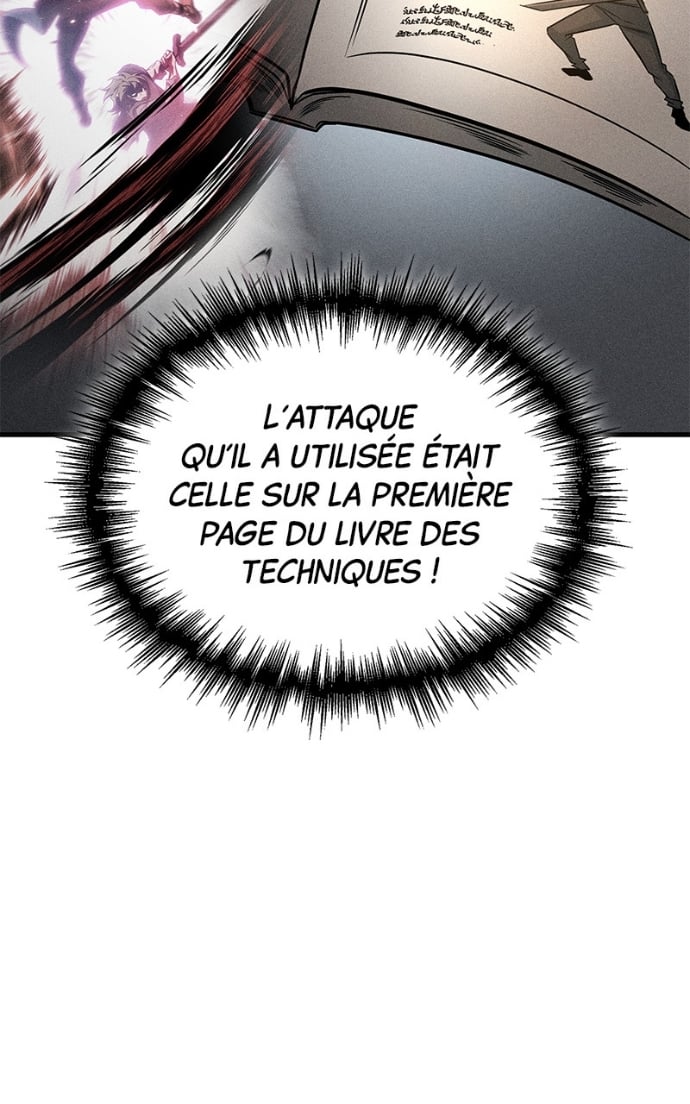 L'ATTAQUE
QU'IL A UTILISÉE ÉTAIT
CELLE SUR LA PREMIÈRE
PAGE DU LIVRE DES
TECHNIQUES !